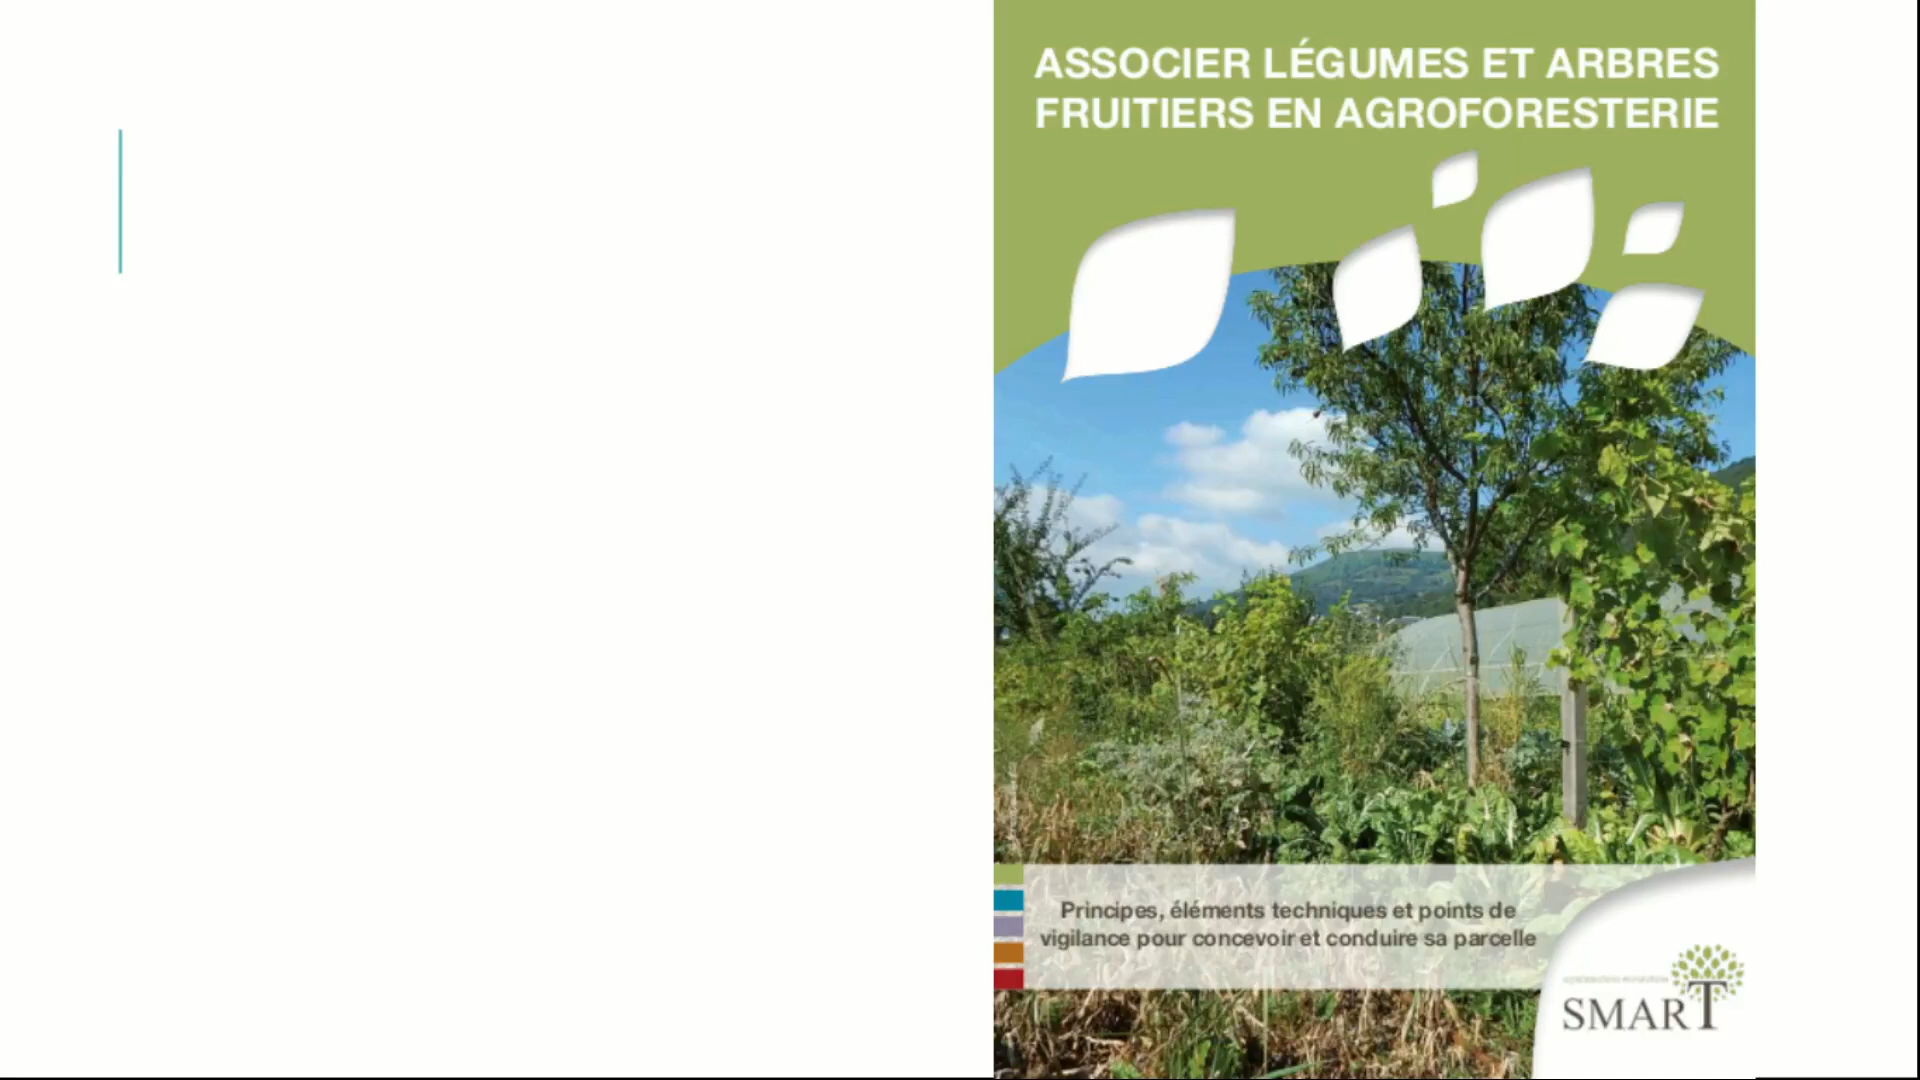 ASSOCIER LÉGUMES ET ARBRES
FRUITIERS EN AGROFORESTERIE
Principes, éléments techniques et points de
vigilance pour concevoir et conduire sa parcelle
SMART